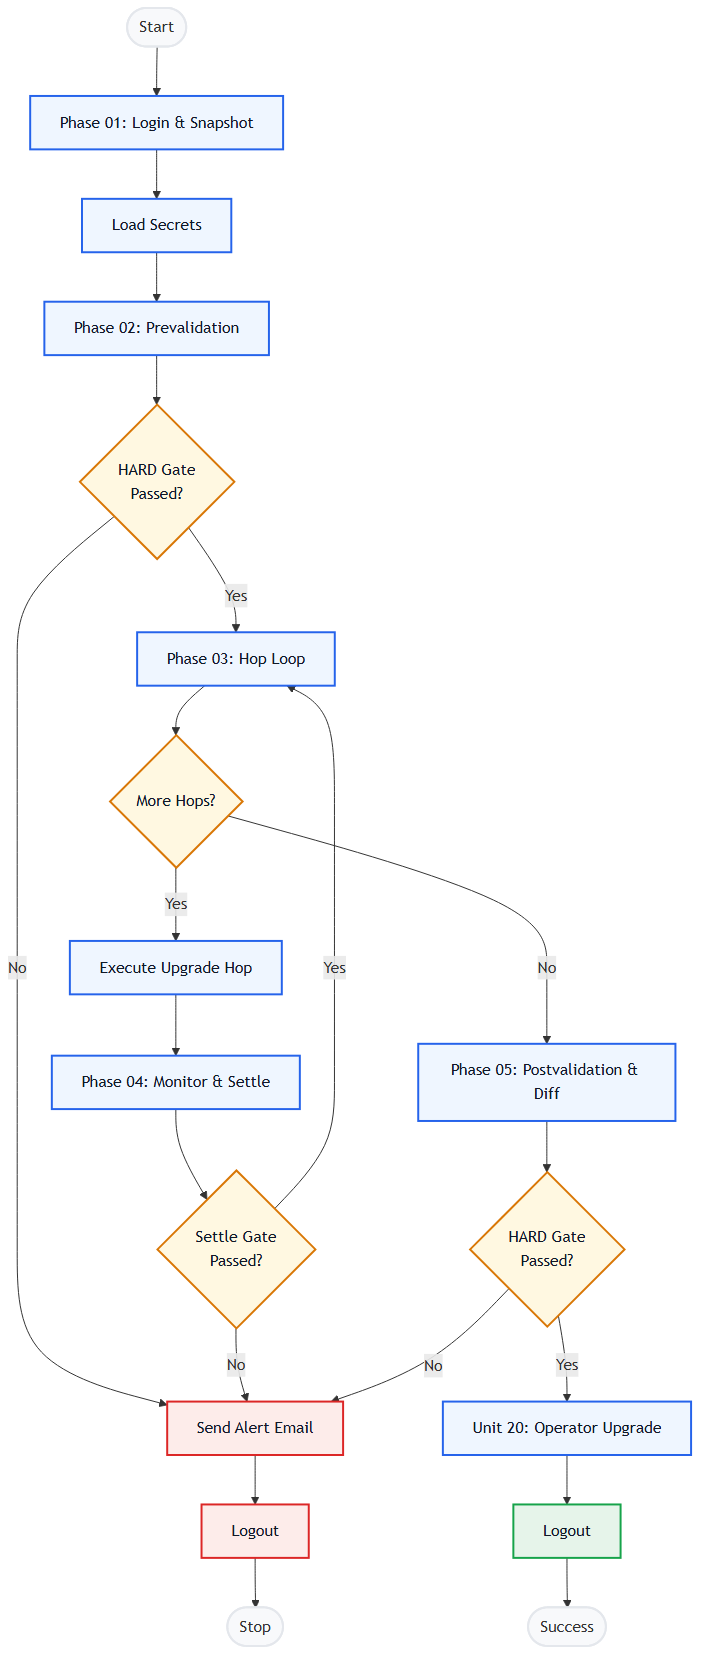 Start
Phase 01: Login & Snapshot
Load Secrets
Phase 02: Prevalidation
HARD Gate
Passed?
Yes
Phase 03: Hop Loop
More Hops?
Yes
Execute Upgrade Hop
No
Yes
No
Phase 04: Monitor & Settle
Phase 05: Postvalidation &
Diff
Settle Gate
Passed?
HARD Gate
Passed?
No
No
Yes
Send Alert Email
Unit 20: Operator Upgrade
Logout
Logout
Stop
Success